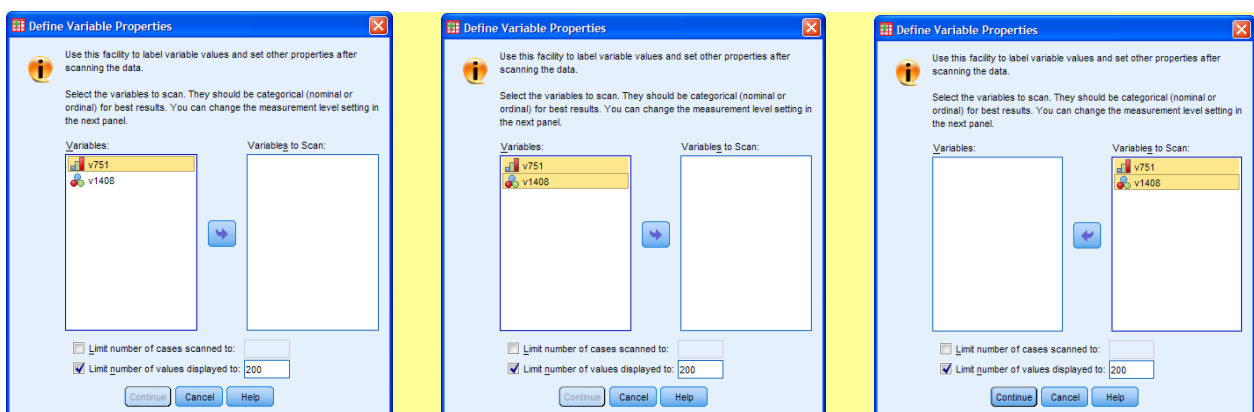 Define Variable Properties
Use this facility to label variable values and set other properties after
scanning the data.
Select the variables to scan. They should be categorical (nominal or
ordinal) for best results. You can change the measurement level setting in
the next panel.
Variables:
Variables to Scan:
v751
v1408
Limit number of cases scanned to:
Limit number of values displayed to: 200
Continue Cancel Help
Define Variable Properties
Use this facility to label variable values and set other properties after
scanning the data.
Select the variables to scan. They should be categorical (nominal or
ordinal) for best results. You can change the measurement level setting in
the next panel.
Variables:
Variables to Scan:
v751
v1408
Limit number of cases scanned to:
Limit number of values displayed to: 200
Continue Cancel Help
Define Variable Properties
Use this facility to label variable values and set other properties after
scanning the data.
Select the variables to scan. They should be categorical (nominal or
ordinal) for best results. You can change the measurement level setting in
the next panel.
Variables:
Variables to Scan:
v751
v1408
Limit number of cases scanned to:
Limit number of values displayed to: 200
Continue Cancel Help